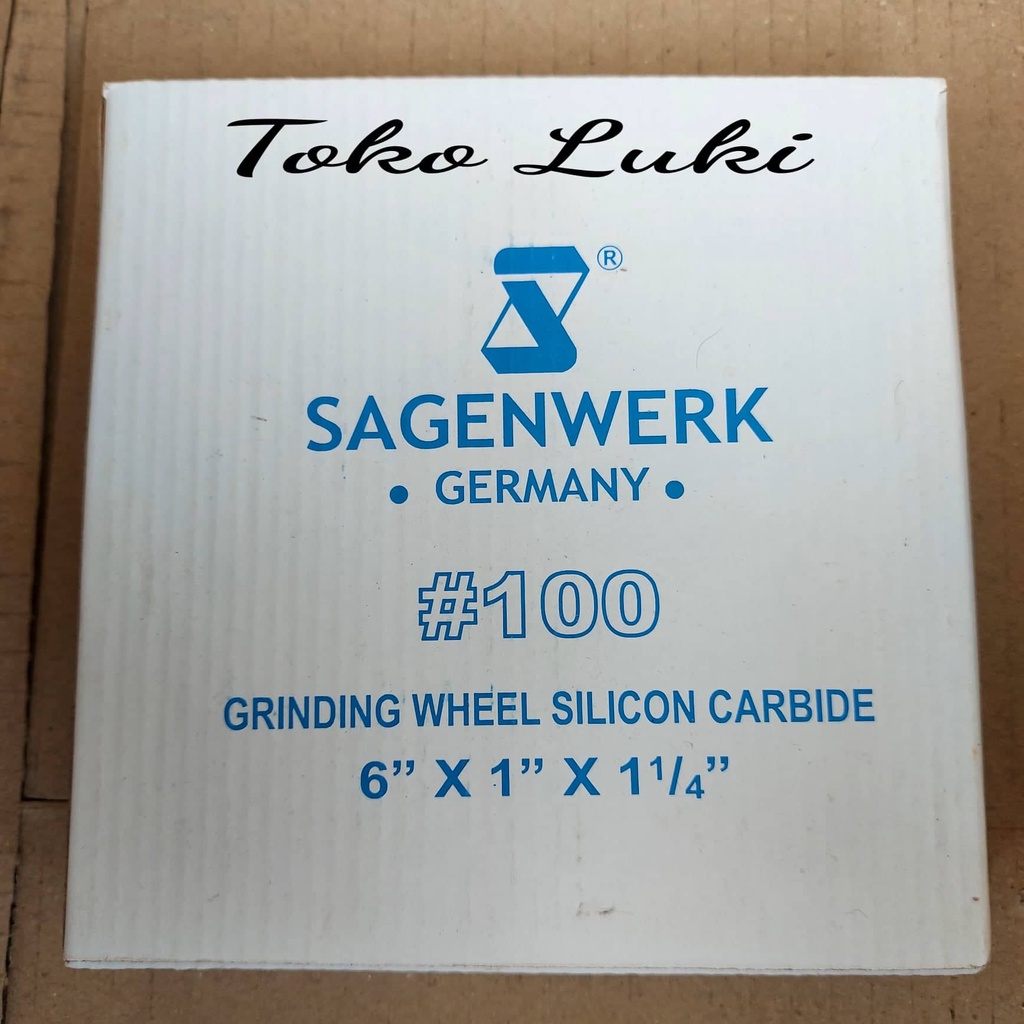 Toko Luki
®
SAGENWERK
• GERMANY •
#100
GRINDING WHEEL SILICON CARBIDE
6” X 1” X 1¹/₄”